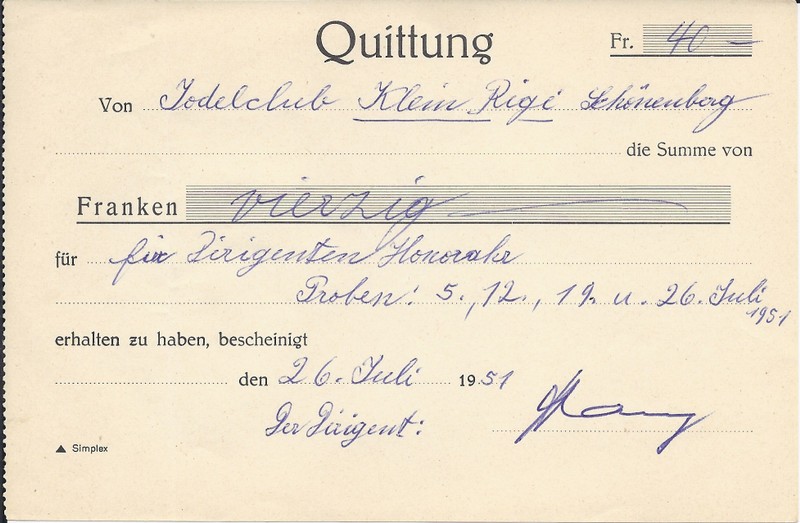 Quittung Fr. 40 —
Von Jodelclub Klein Rigi Schönenberg
die Summe von
Franken vierzig
für für Dirigenten Honorahr
Proben: 5., 12., 19. u. 26. Juli
1951
erhalten zu haben, bescheinigt
den 26. Juli 1951
Der Dirigent:
▲ Simplex